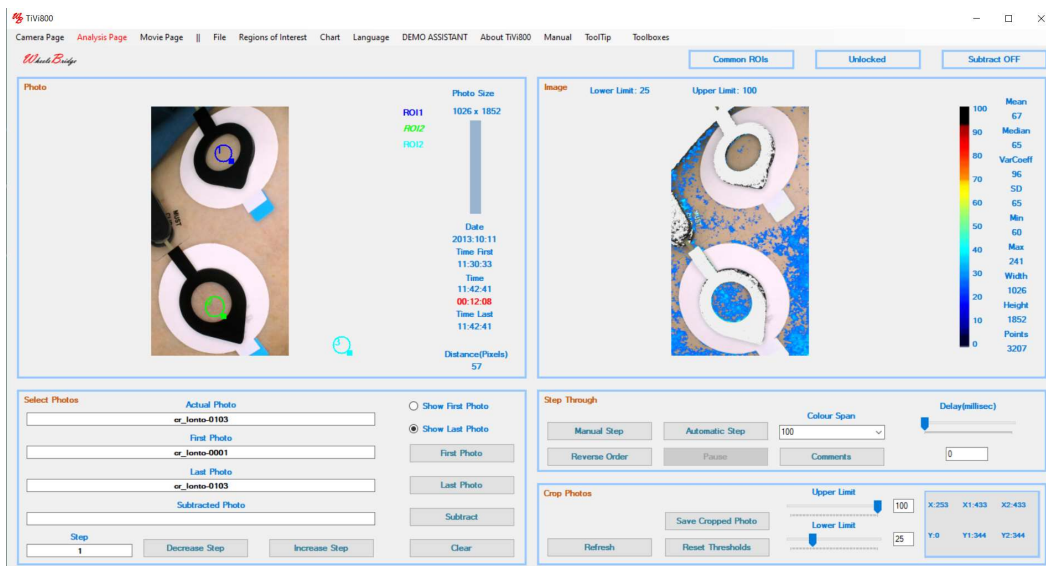 TiVi800
Camera Page Analysis Page Movie Page || File Regions of Interest Chart Language DEMO ASSISTANT About TiVi800 Manual ToolTip Toolboxes
WheelsBridge
Common ROIs
Unlocked
Subtract OFF
Photo
ROI1
ROI2
ROI2
1
2
3
MUST
Photo Size
1026 x 1852
Date
2013:10:11
Time First
11:30:33
Time
11:42:41
00:12:08
Time Last
11:42:41
Distance(Pixels)
57
Image
Lower Limit: 25
Upper Limit: 100
100
90
80
70
60
50
40
30
20
10
0
Mean
67
Median
65
VarCoeff
96
SD
65
Min
60
Max
241
Width
1026
Height
1852
Points
3207
Select Photos
Actual Photo
cr_Ionto-0103
First Photo
cr_Ionto-0001
Last Photo
cr_Ionto-0103
Subtracted Photo
Step
1
Decrease Step
Increase Step
Show First Photo
Show Last Photo
First Photo
Last Photo
Subtract
Clear
Step Through
Manual Step
Automatic Step
Colour Span
100
Reverse Order
Pause
Comments
Delay(millisec)
0
Crop Photos
Save Cropped Photo
Refresh
Reset Thresholds
Upper Limit
100
Lower Limit
25
X:253 X1:433 X2:433
Y:0 Y1:344 Y2:344